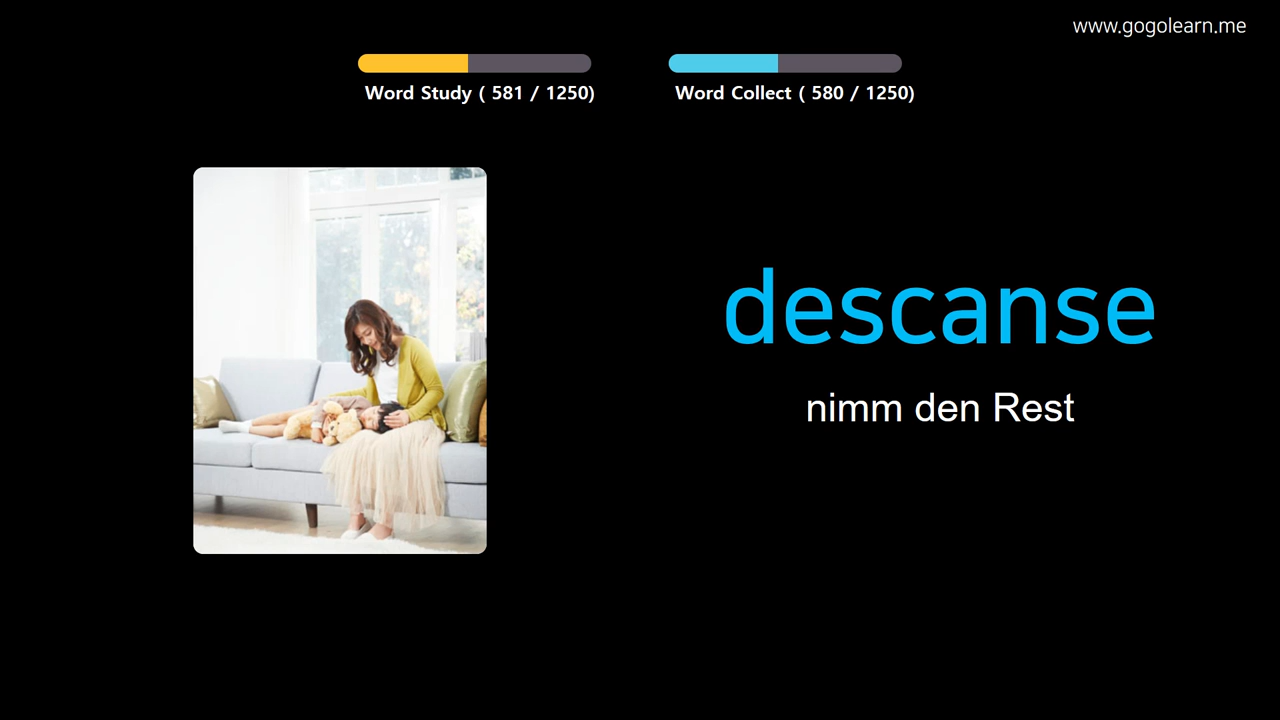 www.gogolearn.me
Word Study ( 581 / 1250)
Word Collect ( 580 / 1250)
descanse
nimm den Rest